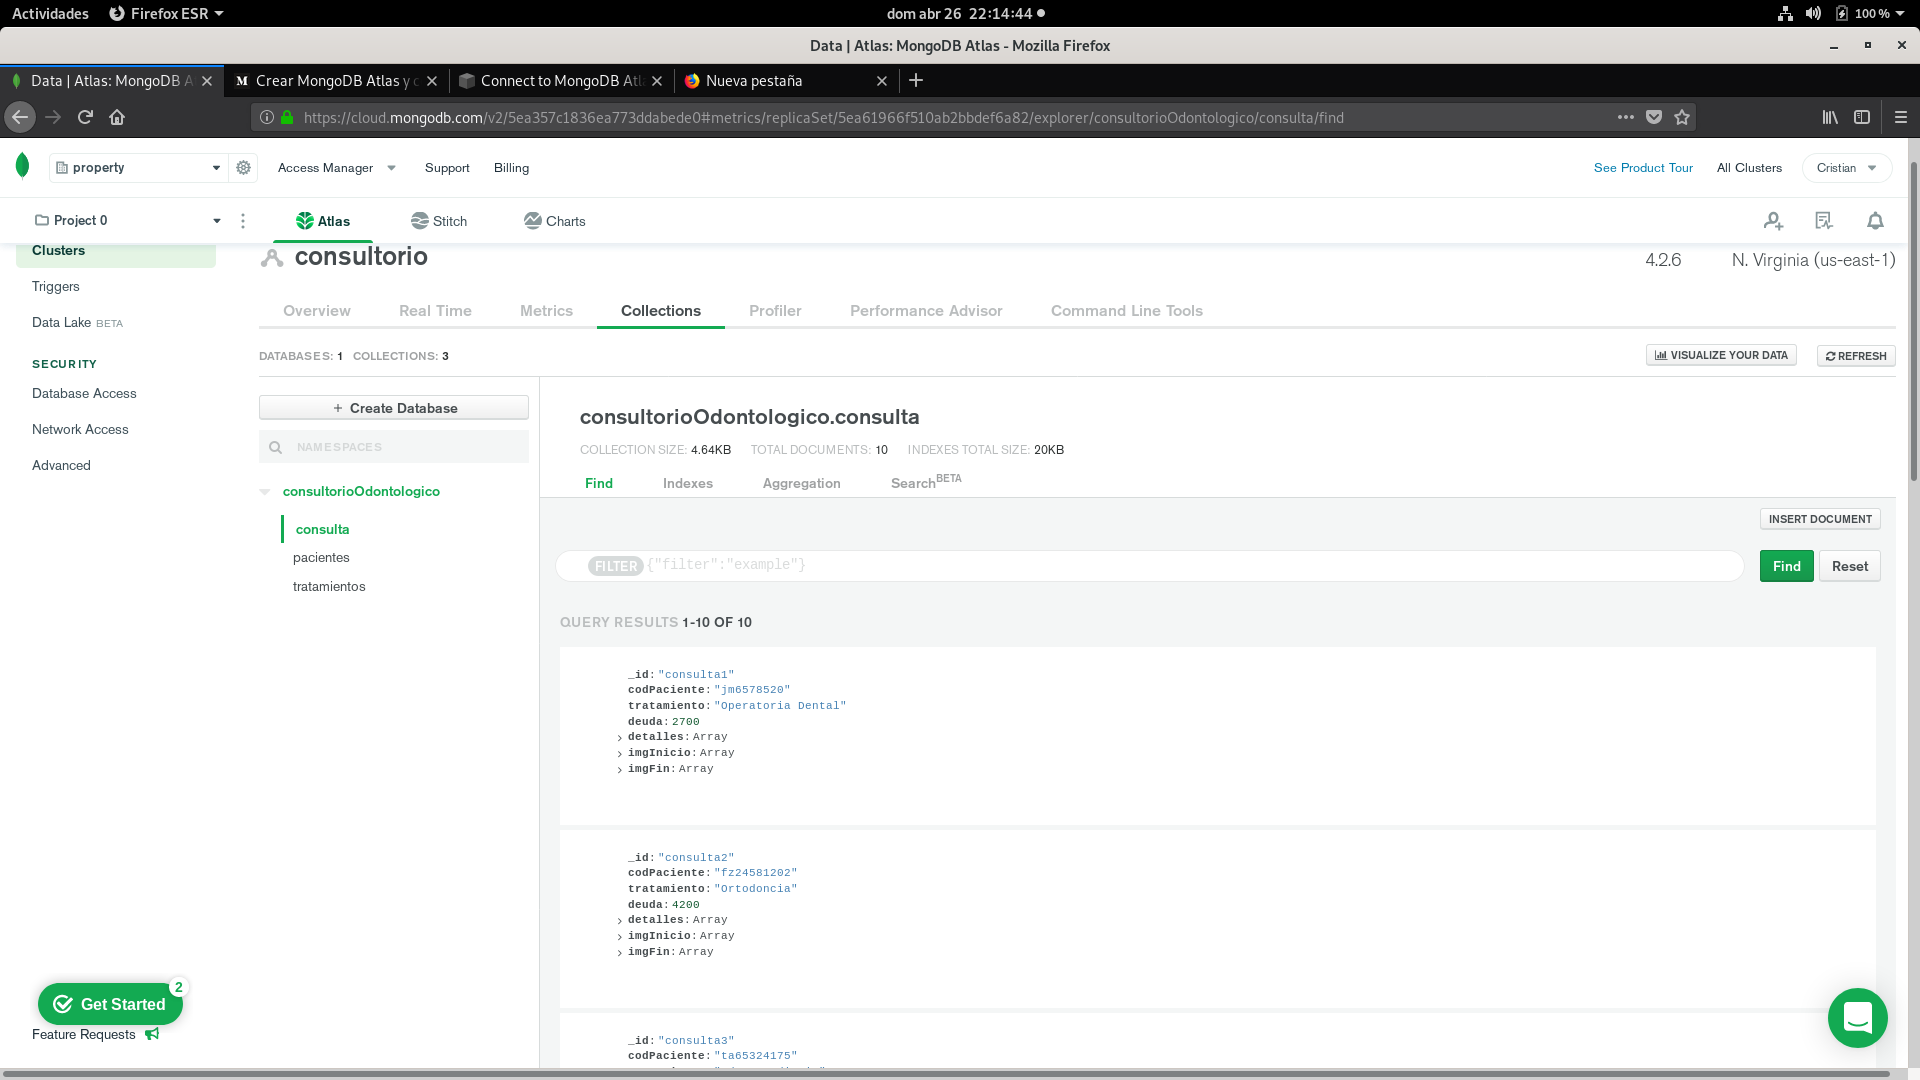 Actividades Firefox ESR dom abr 26 22:14:44 100 %
Data | Atlas: MongoDB Atlas - Mozilla Firefox
Data | Atlas: MongoDB A Crear MongoDB Atlas y c Connect to MongoDB Atl Nueva pestaña
https://cloud.mongodb.com/v2/5ea357c1836ea773ddabede0#metrics/replicaSet/5ea61966f510ab2bbdef6a82/explorer/consultorioOdontologico/consulta/find
property Access Manager Support Billing See Product Tour All Clusters Cristian
Project 0 Atlas Stitch Charts
Clusters
Triggers
Data Lake BETA
SECURITY
Database Access
Network Access
Advanced
Get Started 2
Feature Requests
consultorio 4.2.6 N. Virginia (us-east-1)
Overview Real Time Metrics Collections Profiler Performance Advisor Command Line Tools
DATABASES: 1 COLLECTIONS: 3 VISUALIZE YOUR DATA REFRESH
+ Create Database
NAMESPACES
consultorioOdontologico
consulta
pacientes
tratamientos
consultorioOdontologico.consulta
COLLECTION SIZE: 4.64KB TOTAL DOCUMENTS: 10 INDEXES TOTAL SIZE: 20KB
Find Indexes Aggregation Search BETA
INSERT DOCUMENT
FILTER {"filter":"example"} Find Reset
QUERY RESULTS 1-10 OF 10
_id: "consulta1"
codPaciente: "jm6578520"
tratamiento: "Operatoria Dental"
deuda: 2700
detalles: Array
imgInicio: Array
imgFin: Array
_id: "consulta2"
codPaciente: "fz24581202"
tratamiento: "Ortodoncia"
deuda: 4200
detalles: Array
imgInicio: Array
imgFin: Array
_id: "consulta3"
codPaciente: "ta65324175"